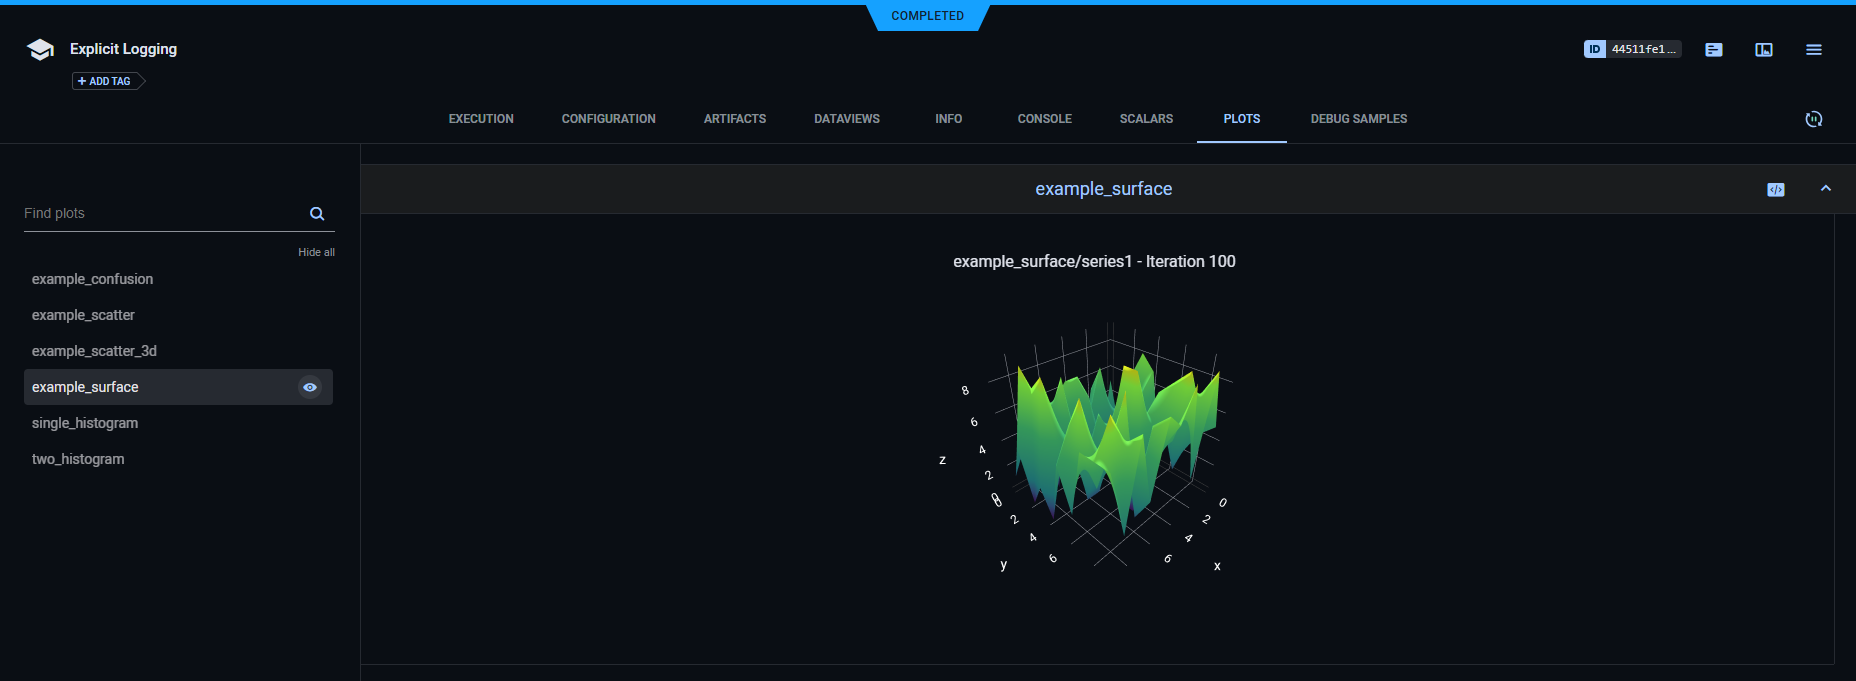 COMPLETED
Explicit Logging
ID 44511fe1...
+ ADD TAG
EXECUTION CONFIGURATION ARTIFACTS DATAVIEWS INFO CONSOLE SCALARS PLOTS DEBUG SAMPLES
example_surface
Find plots
Hide all
example_confusion
example_scatter
example_scatter_3d
example_surface
single_histogram
two_histogram
example_surface/series1 - Iteration 100
8
6
4
2
0
z
0
2
4
6
y
0
2
4
6
x